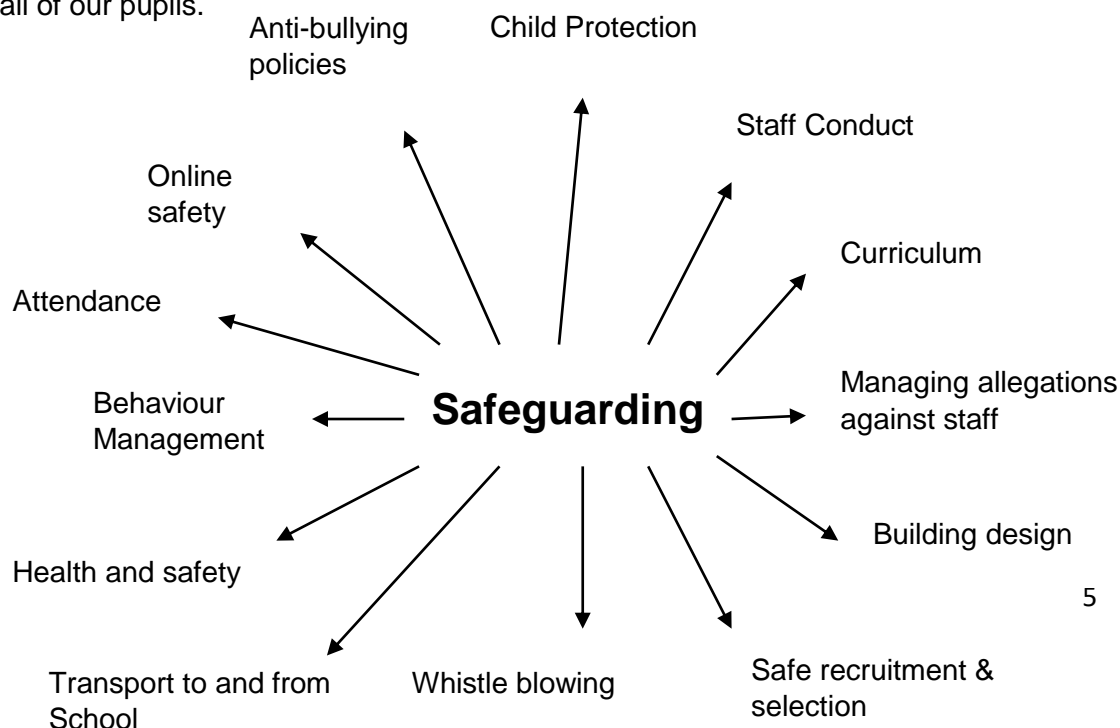 all of our pupils.
Anti-bullying
policies
Child Protection
Staff Conduct
Online
safety
Curriculum
Attendance
Managing allegations
against staff
Behaviour
Management
Safeguarding
Building design
Health and safety
5
Transport to and from
School
Whistle blowing
Safe recruitment &
selection